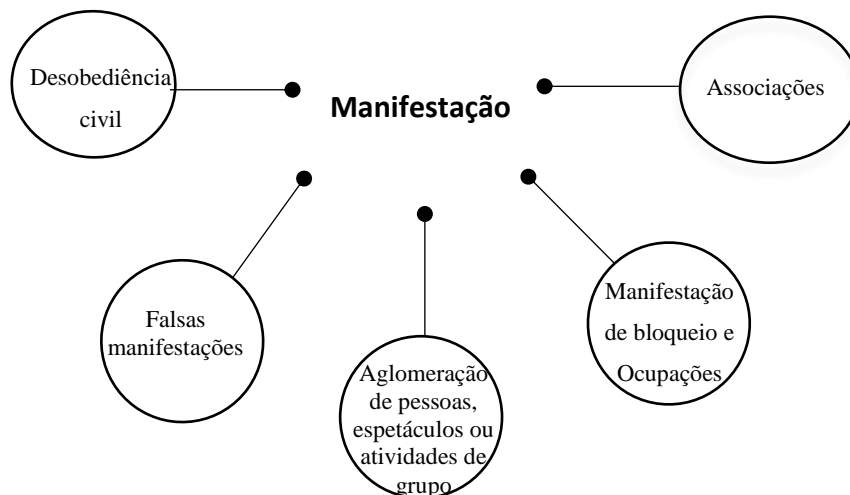 Desobediência
civil
Manifestação
Associações
Falsas
manifestações
Aglomeração
de pessoas,
espetáculos ou
atividades de
grupo
Manifestação
de bloqueio e
Ocupações